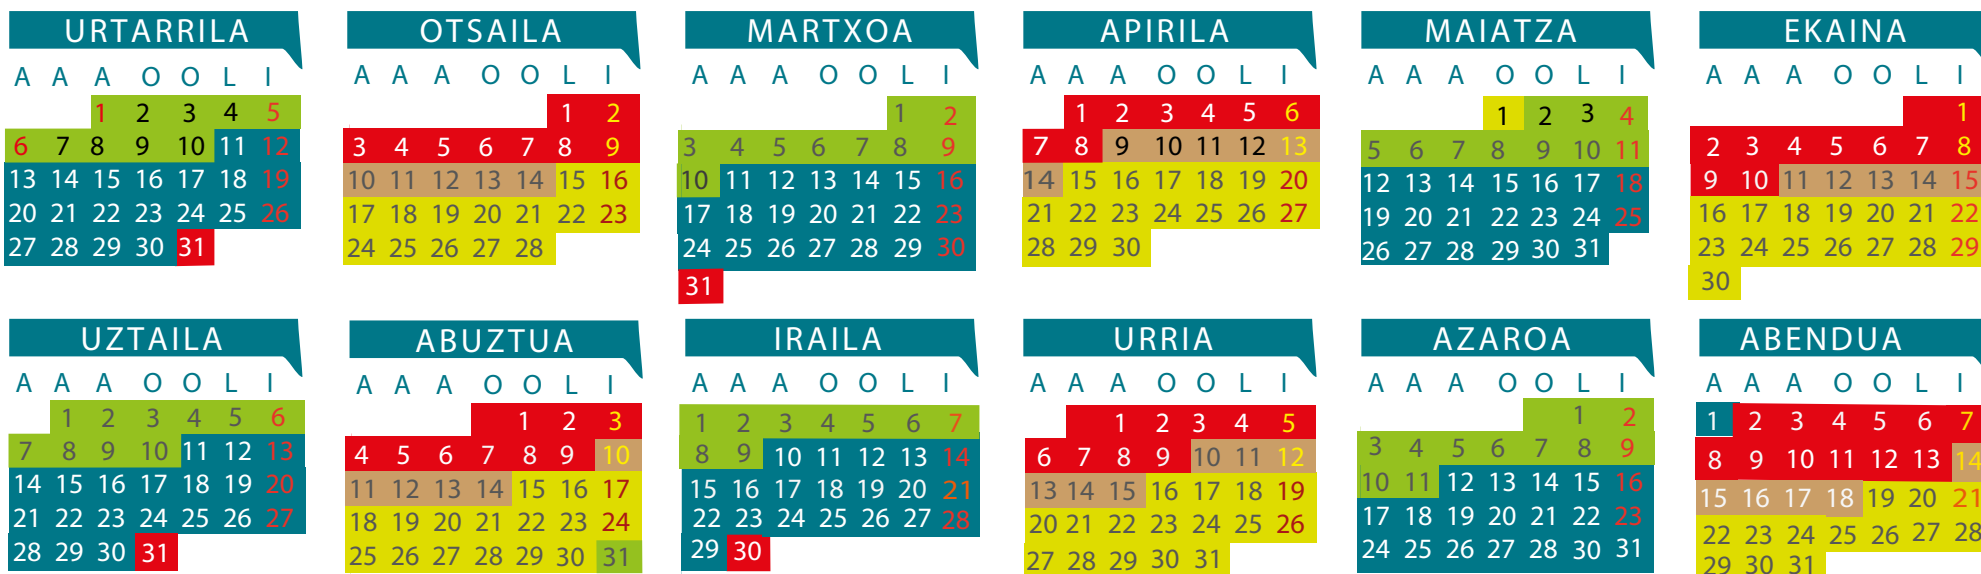 URTARRILA
A A A O O L I
1 2 3 4 5
6 7 8 9 10 11 12
13 14 15 16 17 18 19
20 21 22 23 24 25 26
27 28 29 30 31
OTSAILA
A A A O O L I
1 2
3 4 5 6 7 8 9
10 11 12 13 14 15 16
17 18 19 20 21 22 23
24 25 26 27 28
MARTXOA
A A A O O L I
1 2
3 4 5 6 7 8 9
10 11 12 13 14 15 16
17 18 19 20 21 22 23
24 25 26 27 28 29 30
31
APIRILA
A A A O O L I
1 2 3 4 5 6
7 8 9 10 11 12 13
14 15 16 17 18 19 20
21 22 23 24 25 26 27
28 29 30
MAIATZA
A A A O O L I
1 2 3 4
5 6 7 8 9 10 11
12 13 14 15 16 17 18
19 20 21 22 23 24 25
26 27 28 29 30 31
EKAINA
A A A O O L I
1
2 3 4 5 6 7 8
9 10 11 12 13 14 15
16 17 18 19 20 21 22
23 24 25 26 27 28 29
30
UZTAILA
A A A O O L I
1 2 3 4 5 6
7 8 9 10 11 12 13
14 15 16 17 18 19 20
21 22 23 24 25 26 27
28 29 30 31
ABUZTUA
A A A O O L I
1 2 3
4 5 6 7 8 9 10
11 12 13 14 15 16 17
18 19 20 21 22 23 24
25 26 27 28 29 30 31
IRAILA
A A A O O L I
1 2 3 4 5 6 7
8 9 10 11 12 13 14
15 16 17 18 19 20 21
22 23 24 25 26 27 28
29 30
URRIA
A A A O O L I
1 2 3 4 5
6 7 8 9 10 11 12
13 14 15 16 17 18 19
20 21 22 23 24 25 26
27 28 29 30 31
AZAROA
A A A O O L I
1 2
3 4 5 6 7 8 9
10 11 12 13 14 15 16
17 18 19 20 21 22 23
24 25 26 27 28 30 31
ABENDUA
A A A O O L I
1 2 3 4 5 6 7
8 9 10 11 12 13 14
15 16 17 18 19 20 21
22 23 24 25 26 27 28
29 30 31